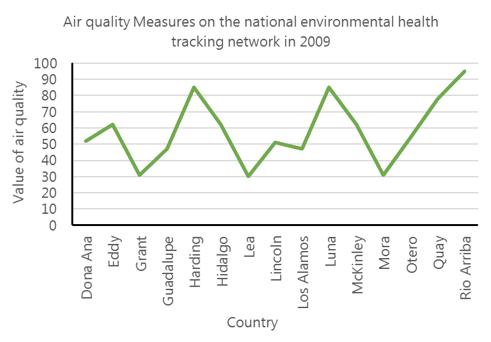 Air quality Measures on the national environmental health
tracking network in 2009
Value of air quality
100
90
80
70
60
50
40
30
20
10
0
Dona Ana
Eddy
Grant
Guadalupe
Harding
Hidalgo
Lea
Lincoln
Los Alamos
Luna
McKinley
Mora
Otero
Quay
Rio Arriba
Country